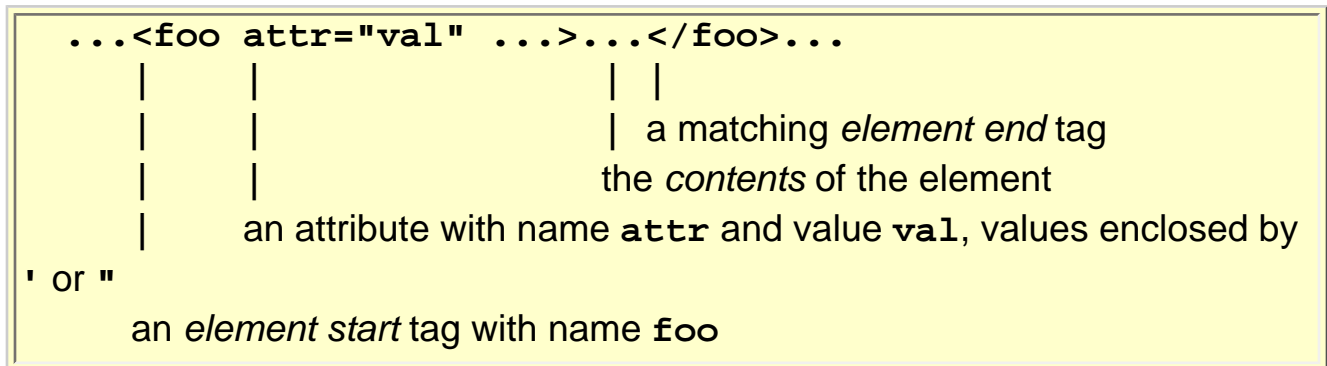 ...<foo attr="val" ...>...</foo>...
| | | |
| | | a matching element end tag
| | the contents of the element
| an attribute with name attr and value val, values enclosed by
' or "
an element start tag with name foo